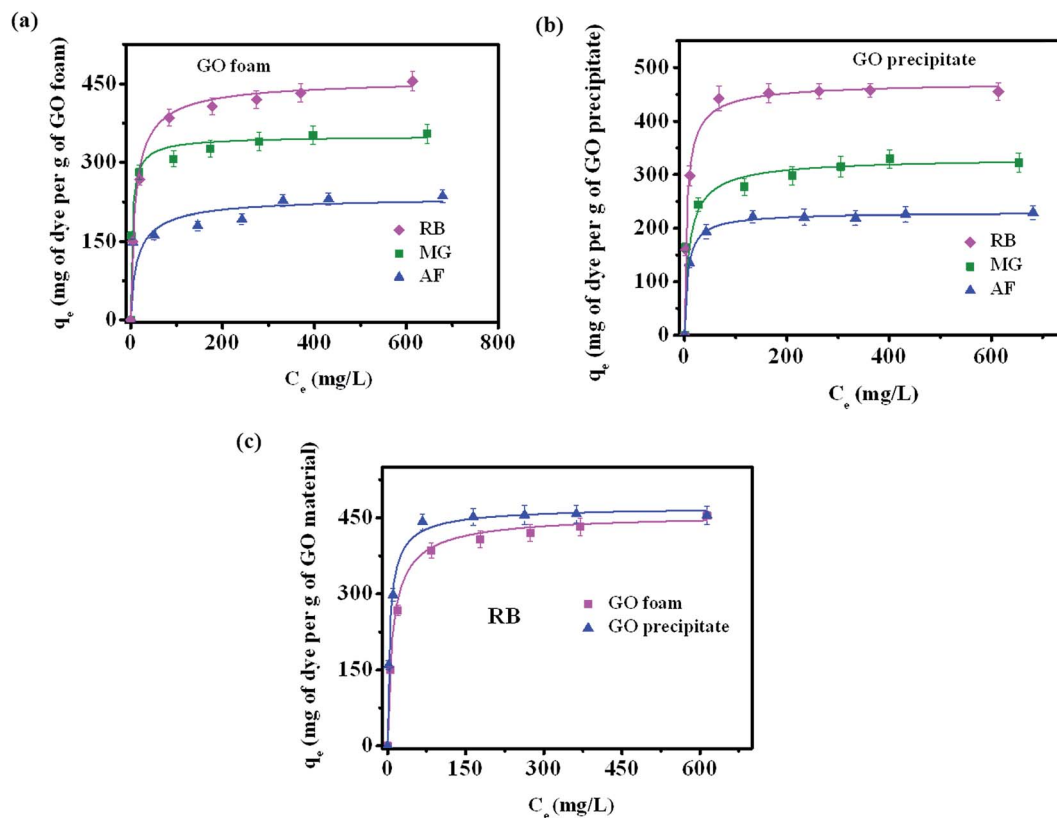 (a)
GO foam
q_e (mg of dye per g of GO foam)
450
300
150
0
RB
MG
AF
0 200 400 600 800
C_e (mg/L)
(b)
GO precipitate
q_e (mg of dye per g of GO precipitate)
500
400
300
200
100
0
RB
MG
AF
0 200 400 600
C_e (mg/L)
(c)
q_e (mg of dye per g of GO material)
450
300
150
0
RB
GO foam
GO precipitate
0 150 300 450 600
C_e (mg/L)